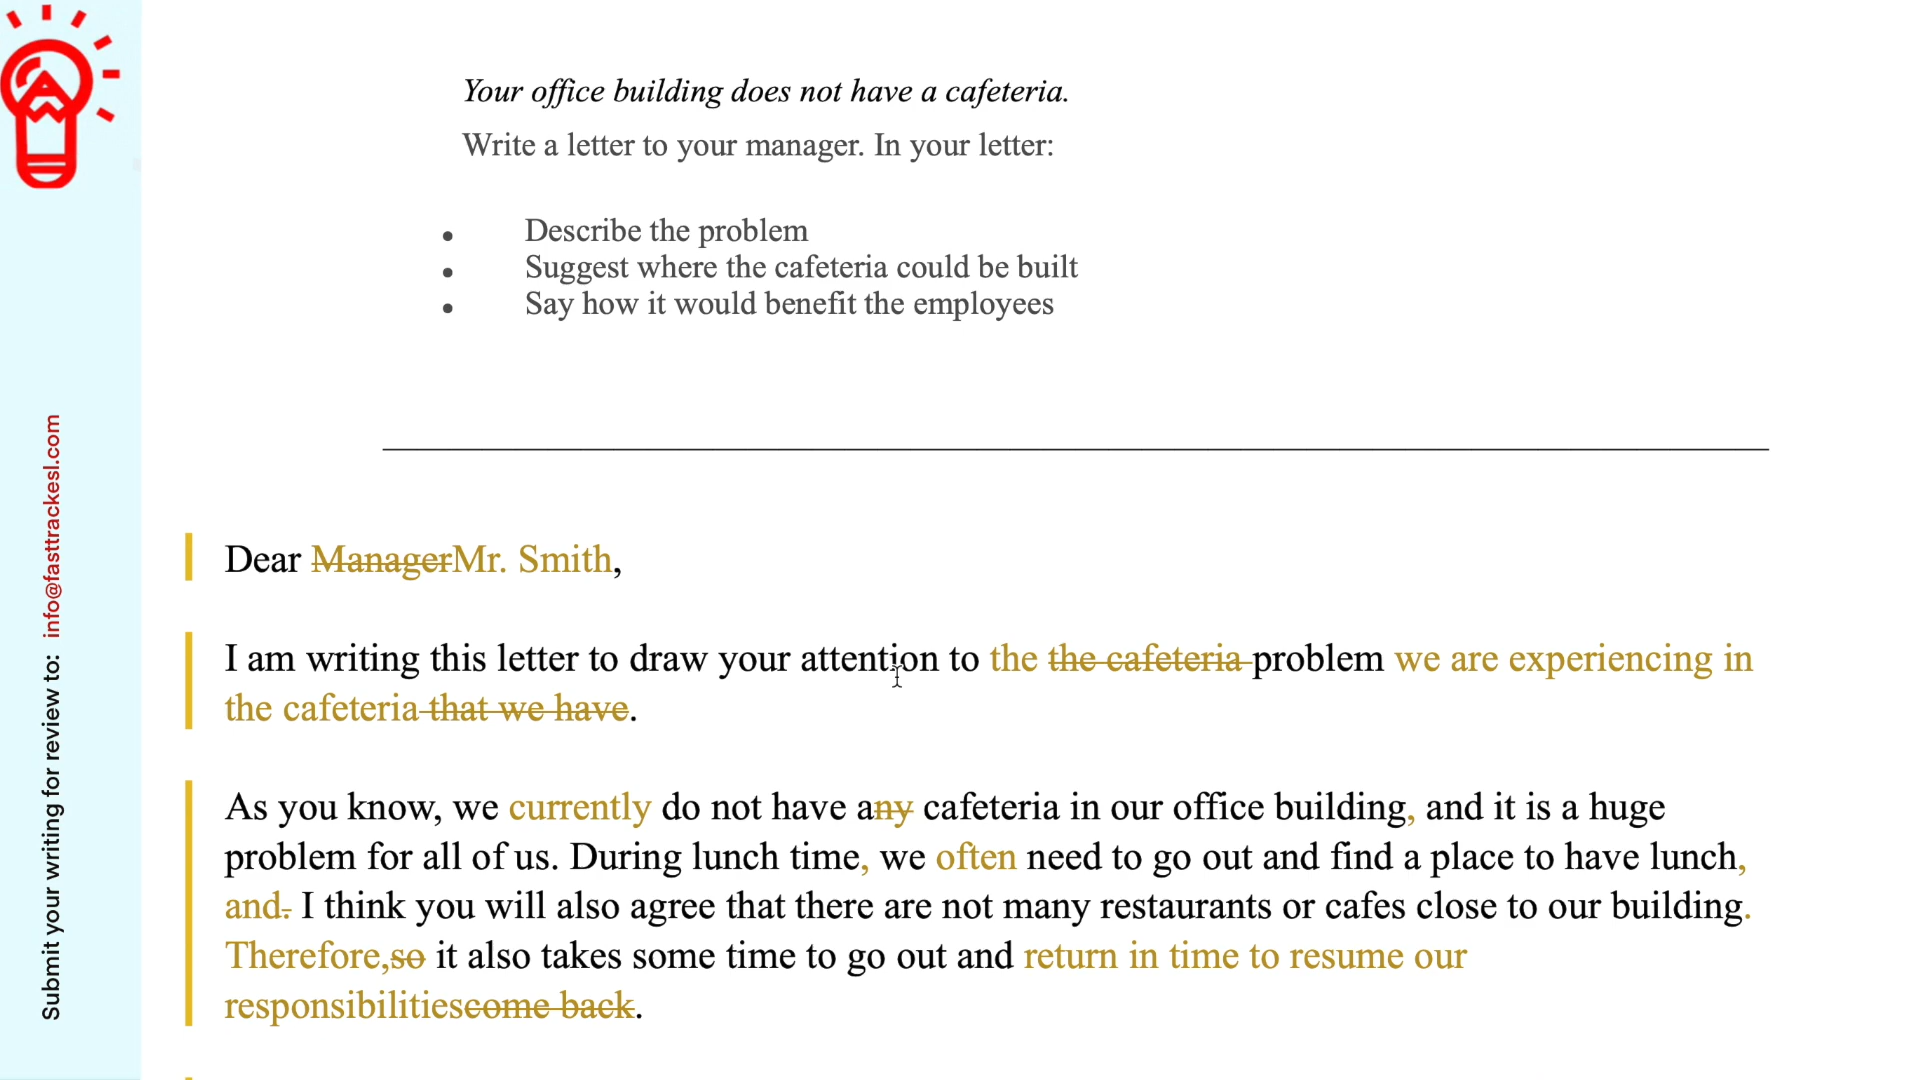 Your office building does not have a cafeteria.
Write a letter to your manager. In your letter:
• Describe the problem
• Suggest where the cafeteria could be built
• Say how it would benefit the employees
Dear ManagerMr. Smith,
I am writing this letter to draw your attention to the the cafeteria problem we are experiencing in
the cafeteria that we have.
As you know, we currently do not have any cafeteria in our office building, and it is a huge
problem for all of us. During lunch time, we often need to go out and find a place to have lunch,
and. I think you will also agree that there are not many restaurants or cafes close to our building.
Therefore,so it also takes some time to go out and return in time to resume our
responsibilitiescome back.
Submit your writing for review to: info@fasttrackesl.com